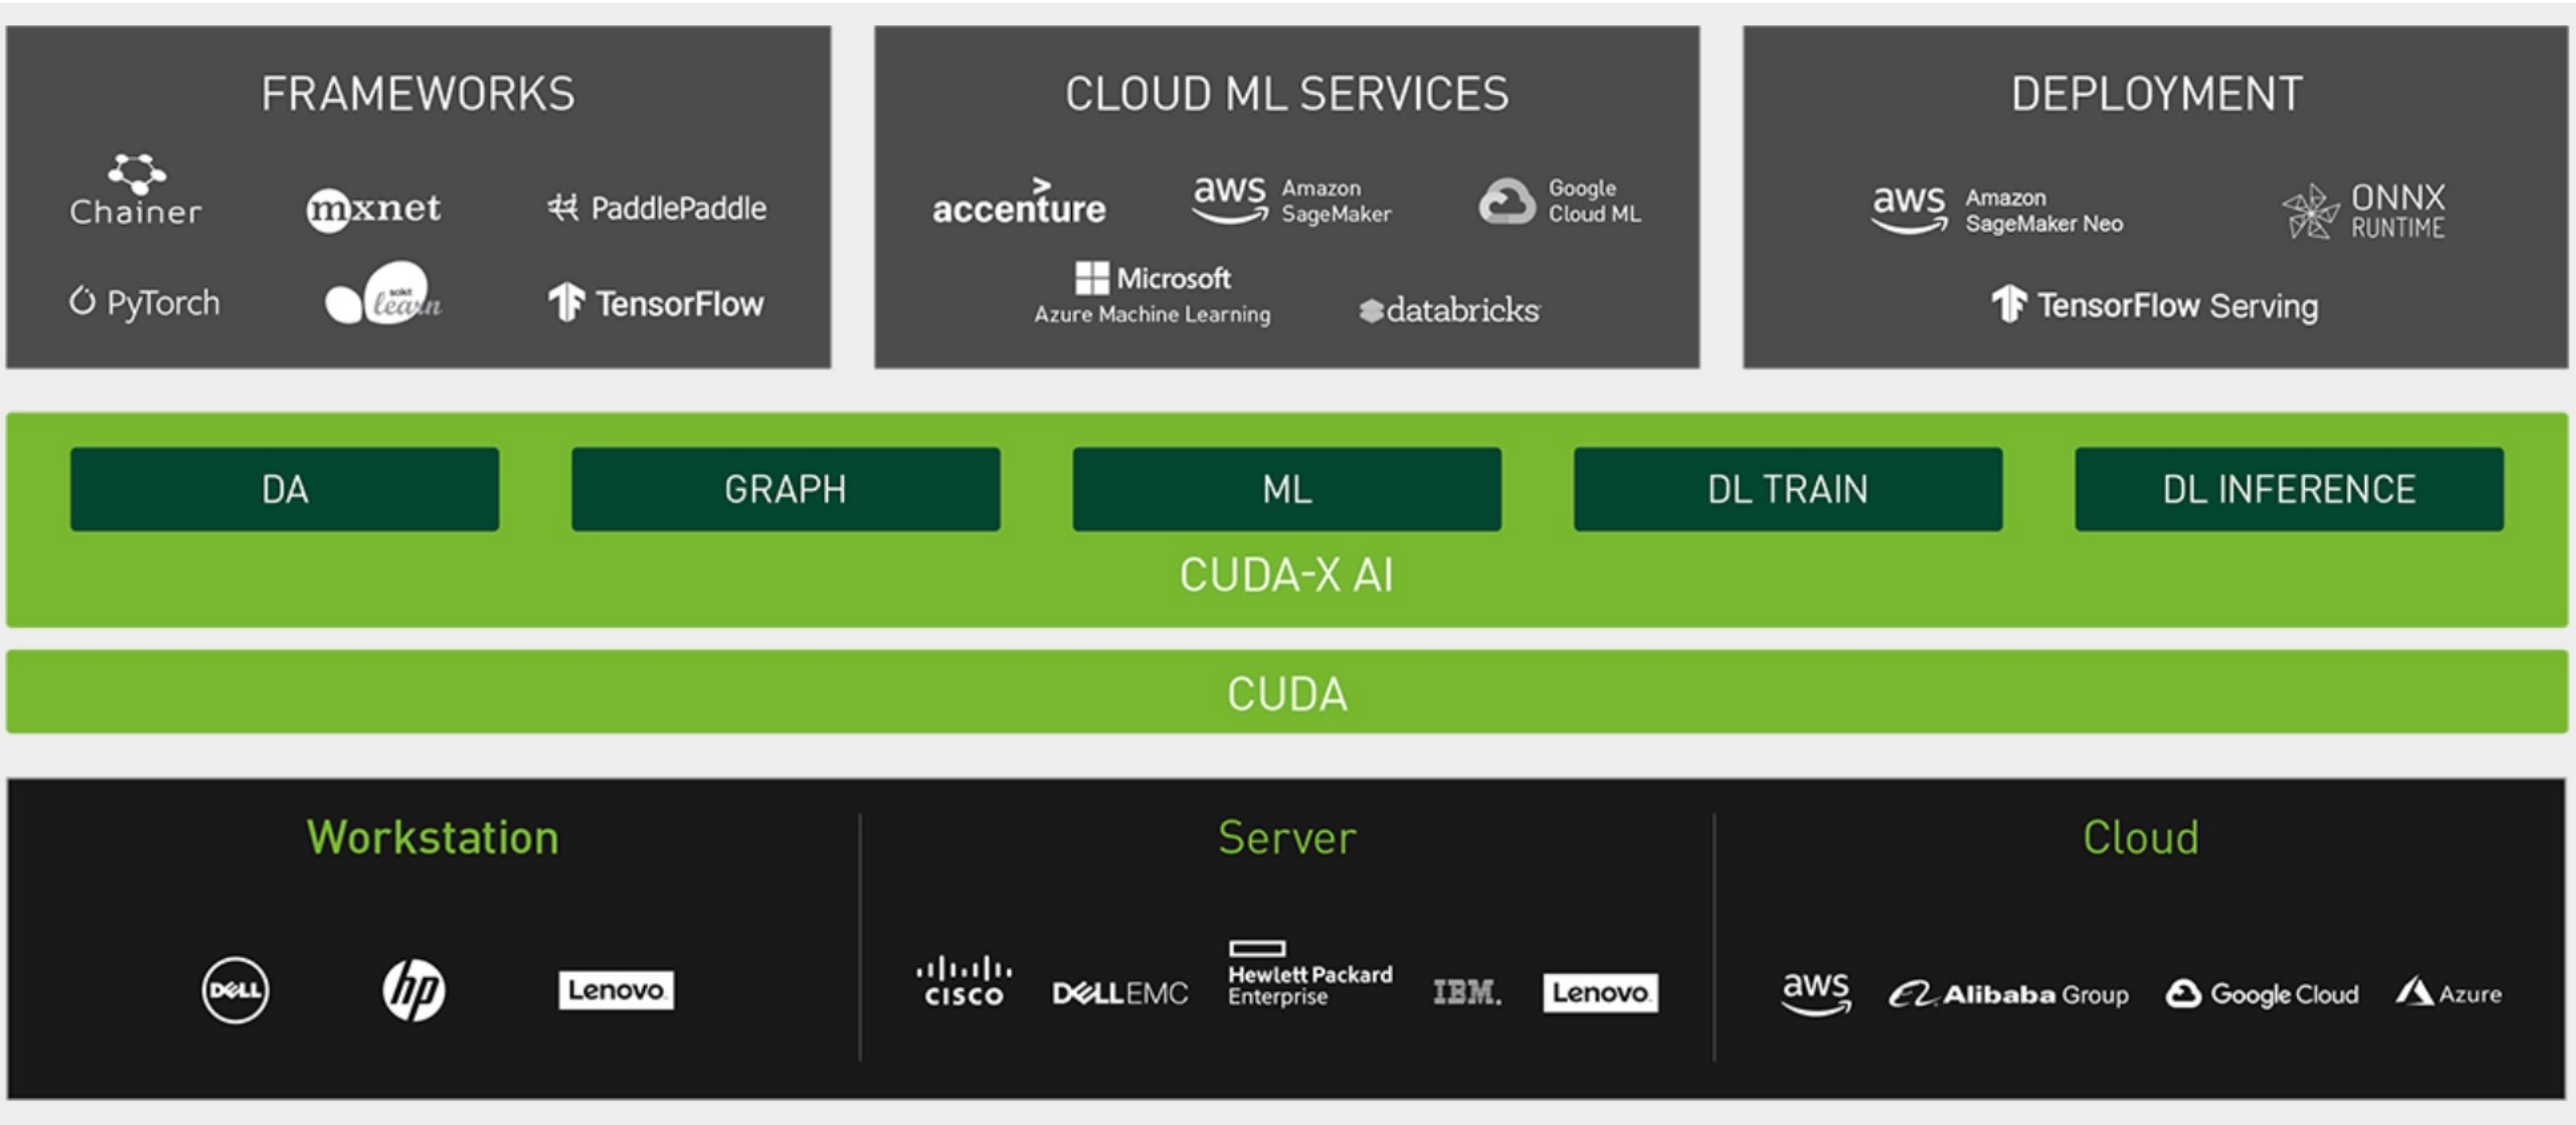 FRAMEWORKS
Chainer
mxnet
PaddlePaddle
PyTorch
scikit
learn
TensorFlow
CLOUD ML SERVICES
accenture
aws
Amazon
SageMaker
Google
Cloud ML
Microsoft
Azure Machine Learning
databricks
DEPLOYMENT
aws
Amazon
SageMaker Neo
ONNX
RUNTIME
TensorFlow Serving
DA
GRAPH
ML
DL TRAIN
DL INFERENCE
CUDA-X AI
CUDA
Workstation
DELL
hp
Lenovo
Server
CISCO
DELLEMC
Hewlett Packard
Enterprise
IBM.
Lenovo
Cloud
aws
Alibaba Group
Google Cloud
Azure